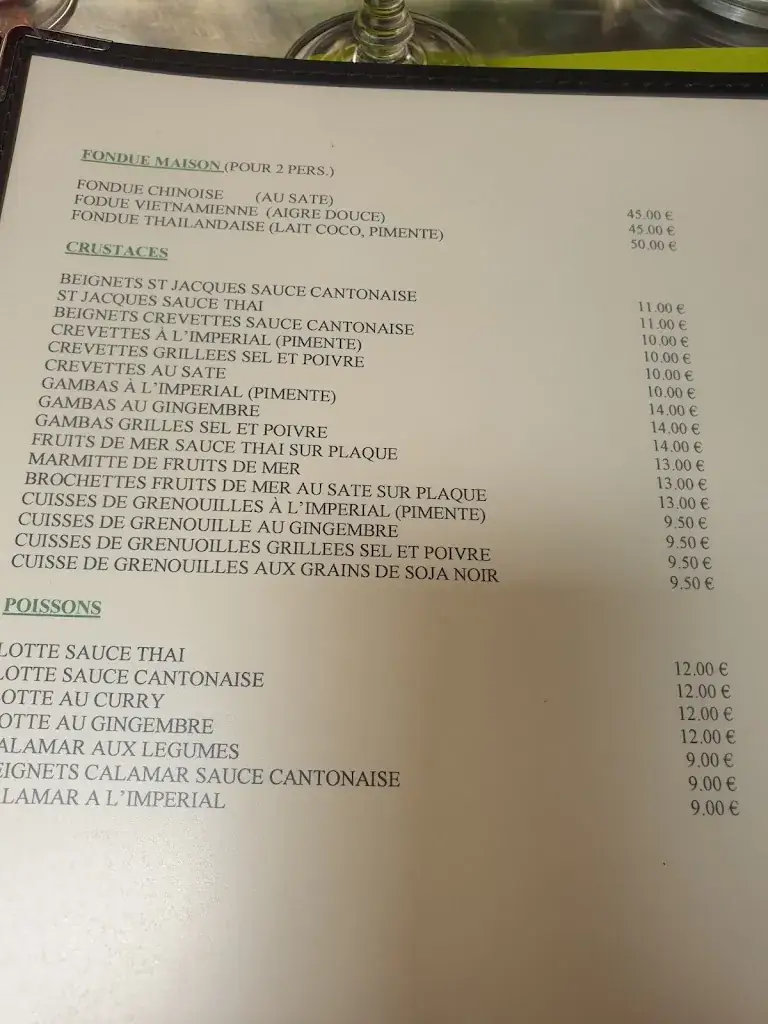 FONDUE MAISON (POUR 2 PERS.)
FONDUE CHINOISE (AU SATE) 45.00 €
FODUE VIETNAMIENNE (AIGRE DOUCE) 45.00 €
FONDUE THAILANDAISE (LAIT COCO, PIMENTE) 50.00 €
CRUSTACES
BEIGNETS ST JACQUES SAUCE CANTONAISE 11.00 €
ST JACQUES SAUCE THAI 11.00 €
BEIGNETS CREVETTES SAUCE CANTONAISE 10.00 €
CREVETTES À L'IMPERIAL (PIMENTE) 10.00 €
CREVETTES GRILLEES SEL ET POIVRE 10.00 €
CREVETTES AU SATE 10.00 €
GAMBAS À L'IMPERIAL (PIMENTE) 14.00 €
GAMBAS AU GINGEMBRE 14.00 €
GAMBAS GRILLES SEL ET POIVRE 14.00 €
FRUITS DE MER SAUCE THAI SUR PLAQUE 13.00 €
MARMITTE DE FRUITS DE MER 13.00 €
BROCHETTES FRUITS DE MER AU SATE SUR PLAQUE 13.00 €
CUISSES DE GRENOUILLES À L'IMPERIAL (PIMENTE) 9.50 €
CUISSES DE GRENOUILLE AU GINGEMBRE 9.50 €
CUISSES DE GRENUOILLES GRILLEES SEL ET POIVRE 9.50 €
CUISSE DE GRENOUILLES AUX GRAINS DE SOJA NOIR 9.50 €
POISSONS
LOTTE SAUCE THAI 12.00 €
LOTTE SAUCE CANTONAISE 12.00 €
OTTE AU CURRY 12.00 €
OTTE AU GINGEMBRE 12.00 €
ALAMAR AUX LEGUMES 9.00 €
EIGNETS CALAMAR SAUCE CANTONAISE 9.00 €
LAMAR A L'IMPERIAL 9.00 €